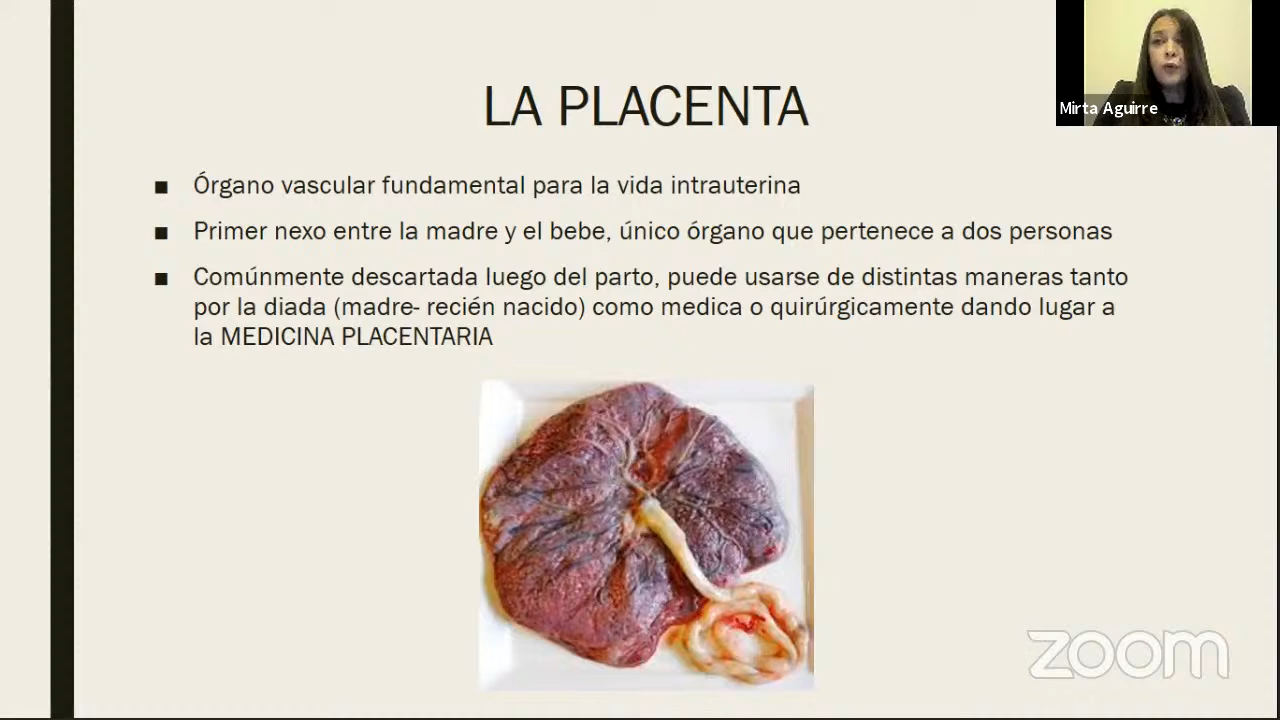 LA PLACENTA
Mirta Aguirre
■ Órgano vascular fundamental para la vida intrauterina
■ Primer nexo entre la madre y el bebe, único órgano que pertenece a dos personas
■ Comúnmente descartada luego del parto, puede usarse de distintas maneras tanto
por la diada (madre- recién nacido) como medica o quirúrgicamente dando lugar a
la MEDICINA PLACENTARIA
zoom